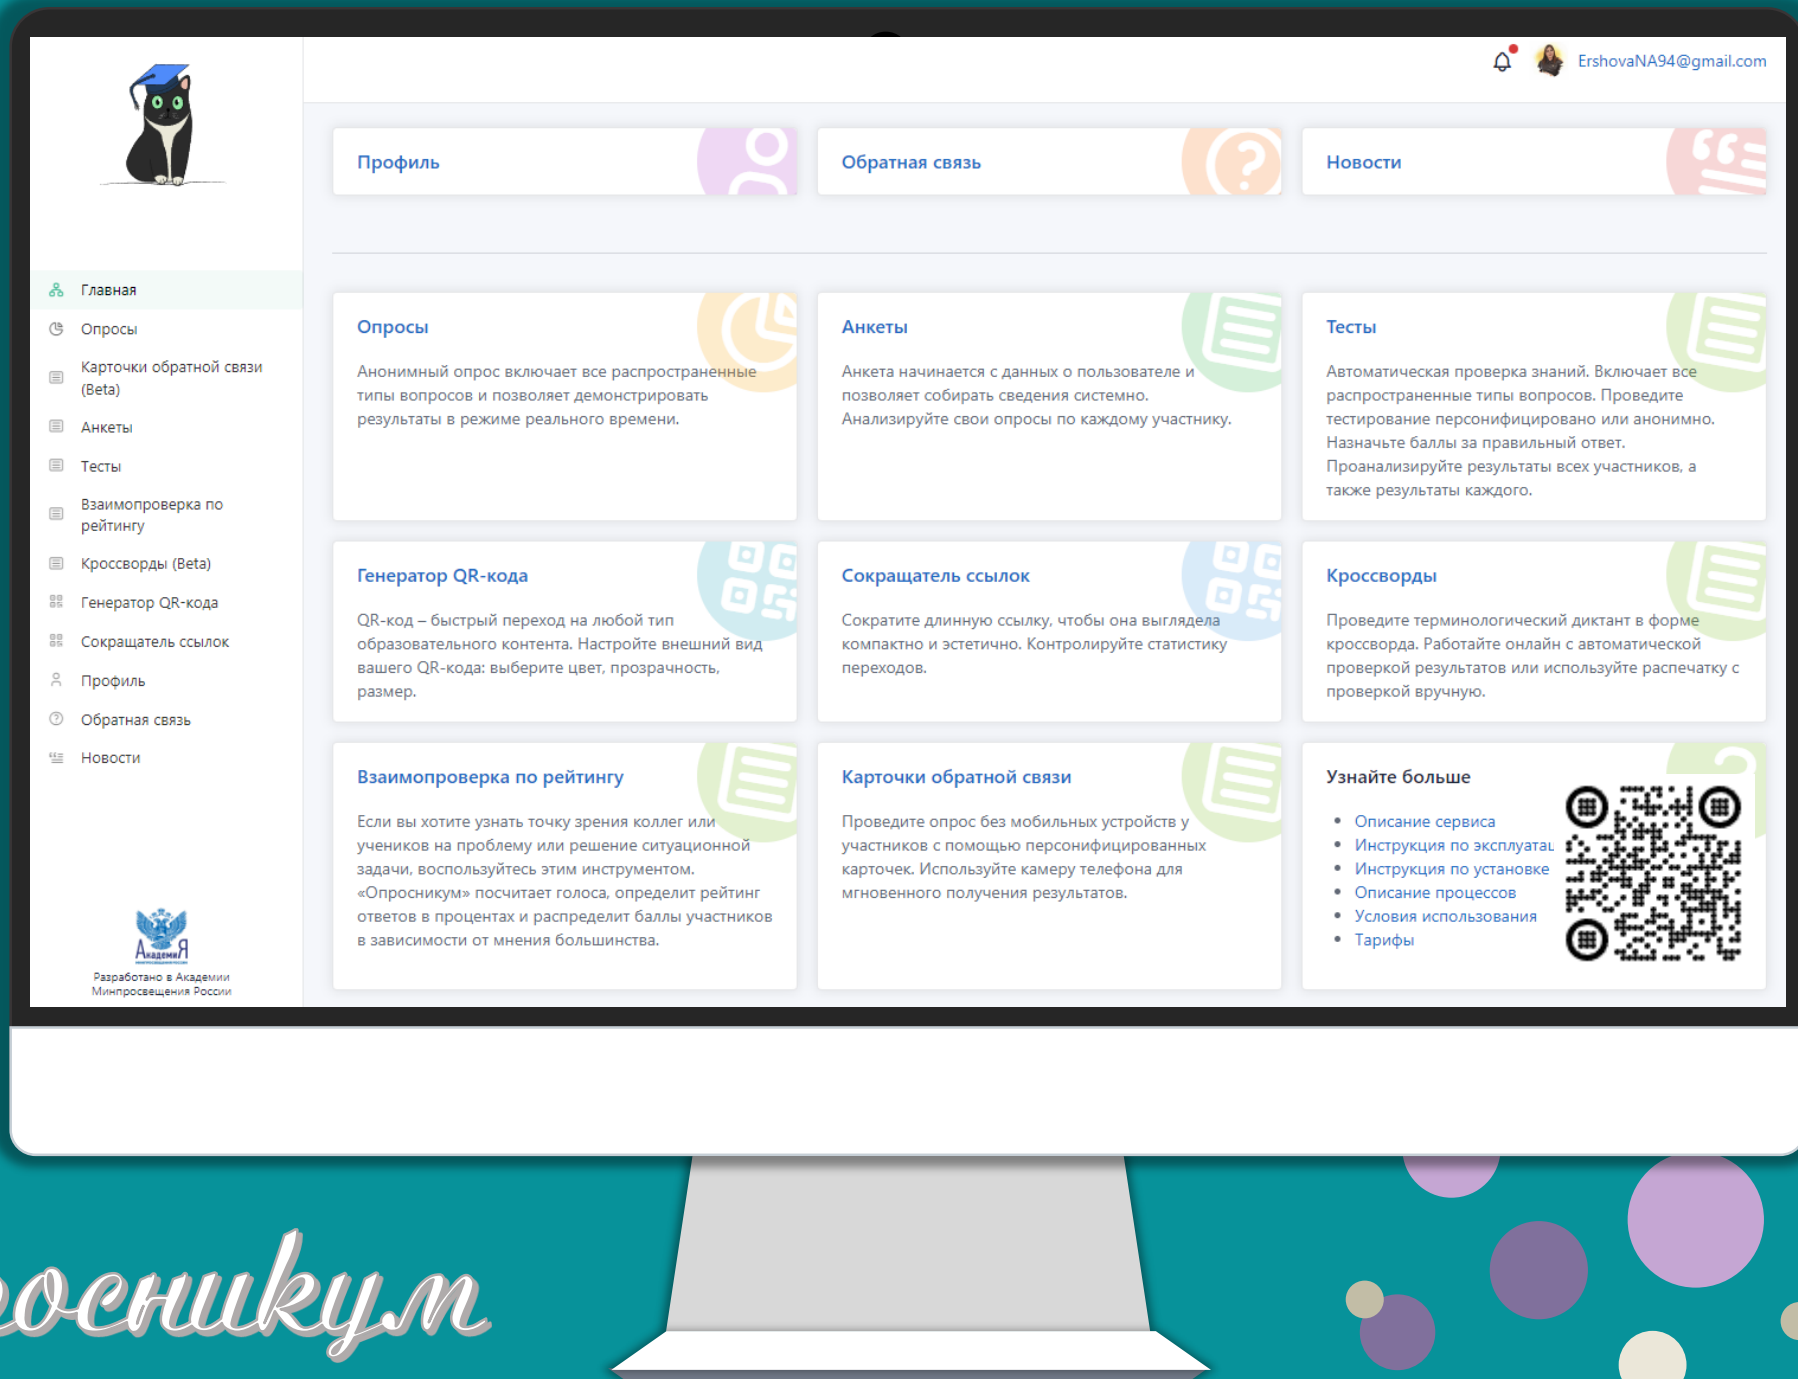 ErshovaNA94@gmail.com
Профиль
Обратная связь
Новости
Главная
Опросы
Карточки обратной связи
(Beta)
Анкеты
Тесты
Взаимопроверка по
рейтингу
Кроссворды (Beta)
Генератор QR-кода
Сокращатель ссылок
Профиль
Обратная связь
Новости
АкадемиЯ
Разработано в Академии
Минпросвещения России
Опросы
Анонимный опрос включает все распространенные
типы вопросов и позволяет демонстрировать
результаты в режиме реального времени.
Анкеты
Анкета начинается с данных о пользователе и
позволяет собирать сведения системно.
Анализируйте свои опросы по каждому участнику.
Тесты
Автоматическая проверка знаний. Включает все
распространенные типы вопросов. Проведите
тестирование персонифицировано или анонимно.
Назначьте баллы за правильный ответ.
Проанализируйте результаты всех участников, а
также результаты каждого.
Генератор QR-кода
QR-код – быстрый переход на любой тип
образовательного контента. Настройте внешний вид
вашего QR-кода: выберите цвет, прозрачность,
размер.
Сокращатель ссылок
Сократите длинную ссылку, чтобы она выглядела
компактно и эстетично. Контролируйте статистику
переходов.
Кроссворды
Проведите терминологический диктант в форме
кроссворда. Работайте онлайн с автоматической
проверкой результатов или используйте распечатку с
проверкой вручную.
Взаимопроверка по рейтингу
Если вы хотите узнать точку зрения коллег или
учеников на проблему или решение ситуационной
задачи, воспользуйтесь этим инструментом.
«Опросникум» посчитает голоса, определит рейтинг
ответов в процентах и распределит баллы участников
в зависимости от мнения большинства.
Карточки обратной связи
Проведите опрос без мобильных устройств у
участников с помощью персонифицированных
карточек. Используйте камеру телефона для
мгновенного получения результатов.
Узнайте больше
Описание сервиса
Инструкция по эксплуатац
Инструкция по установке
Описание процессов
Условия использования
Тарифы
росникум